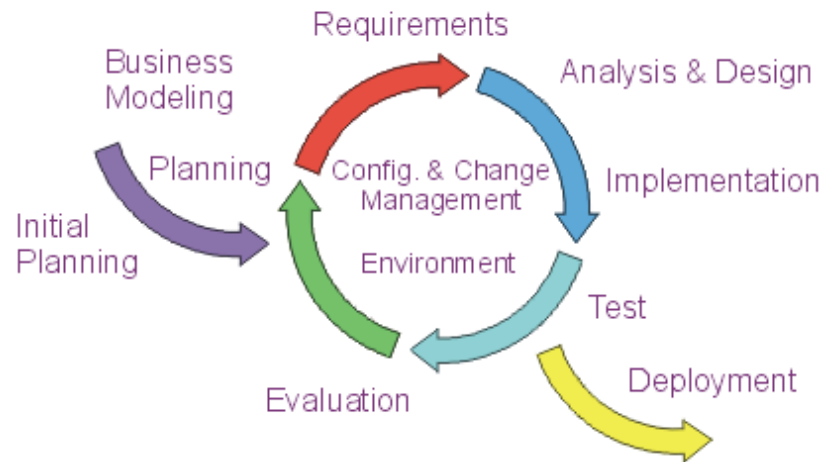 Requirements
Business
Modeling
Analysis & Design
Planning
Config. & Change
Management
Implementation
Initial
Planning
Environment
Test
Evaluation
Deployment